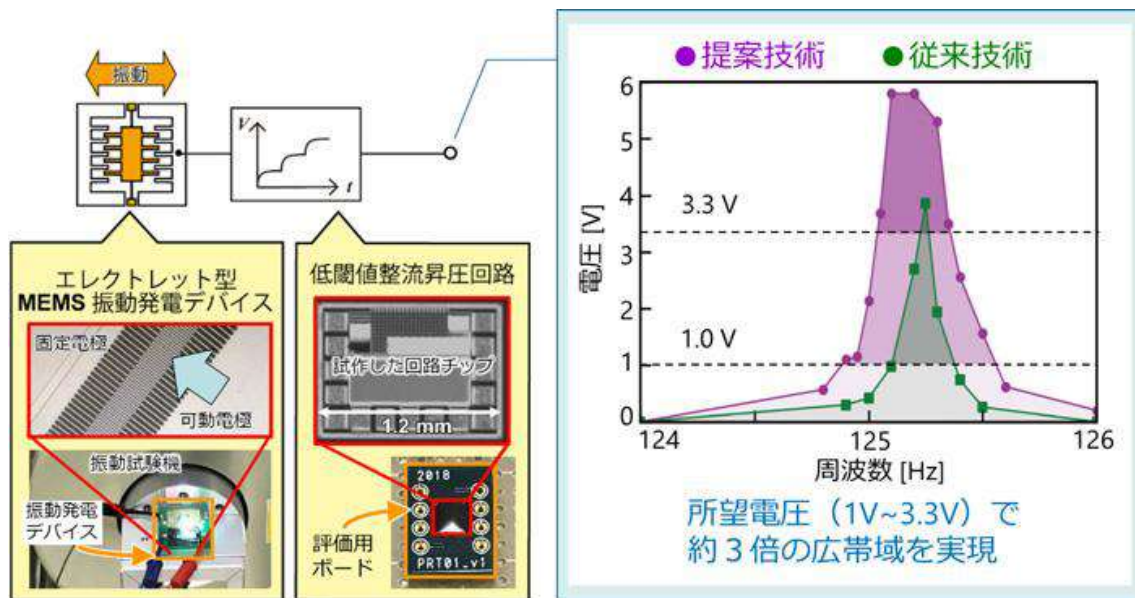 振動
V
t
エレクトレット型
MEMS 振動発電デバイス
固定電極
可動電極
振動試験機
振動発電
デバイス
低閾値整流昇圧回路
試作した回路チップ
1.2 mm
2018
PRT01_v1
評価用
ボード
●提案技術 ●従来技術
電圧 [V]
6
5
4
3
2
1
0
3.3 V
1.0 V
124 125 126
周波数 [Hz]
所望電圧（1V~3.3V）で
約 3 倍の広帯域を実現